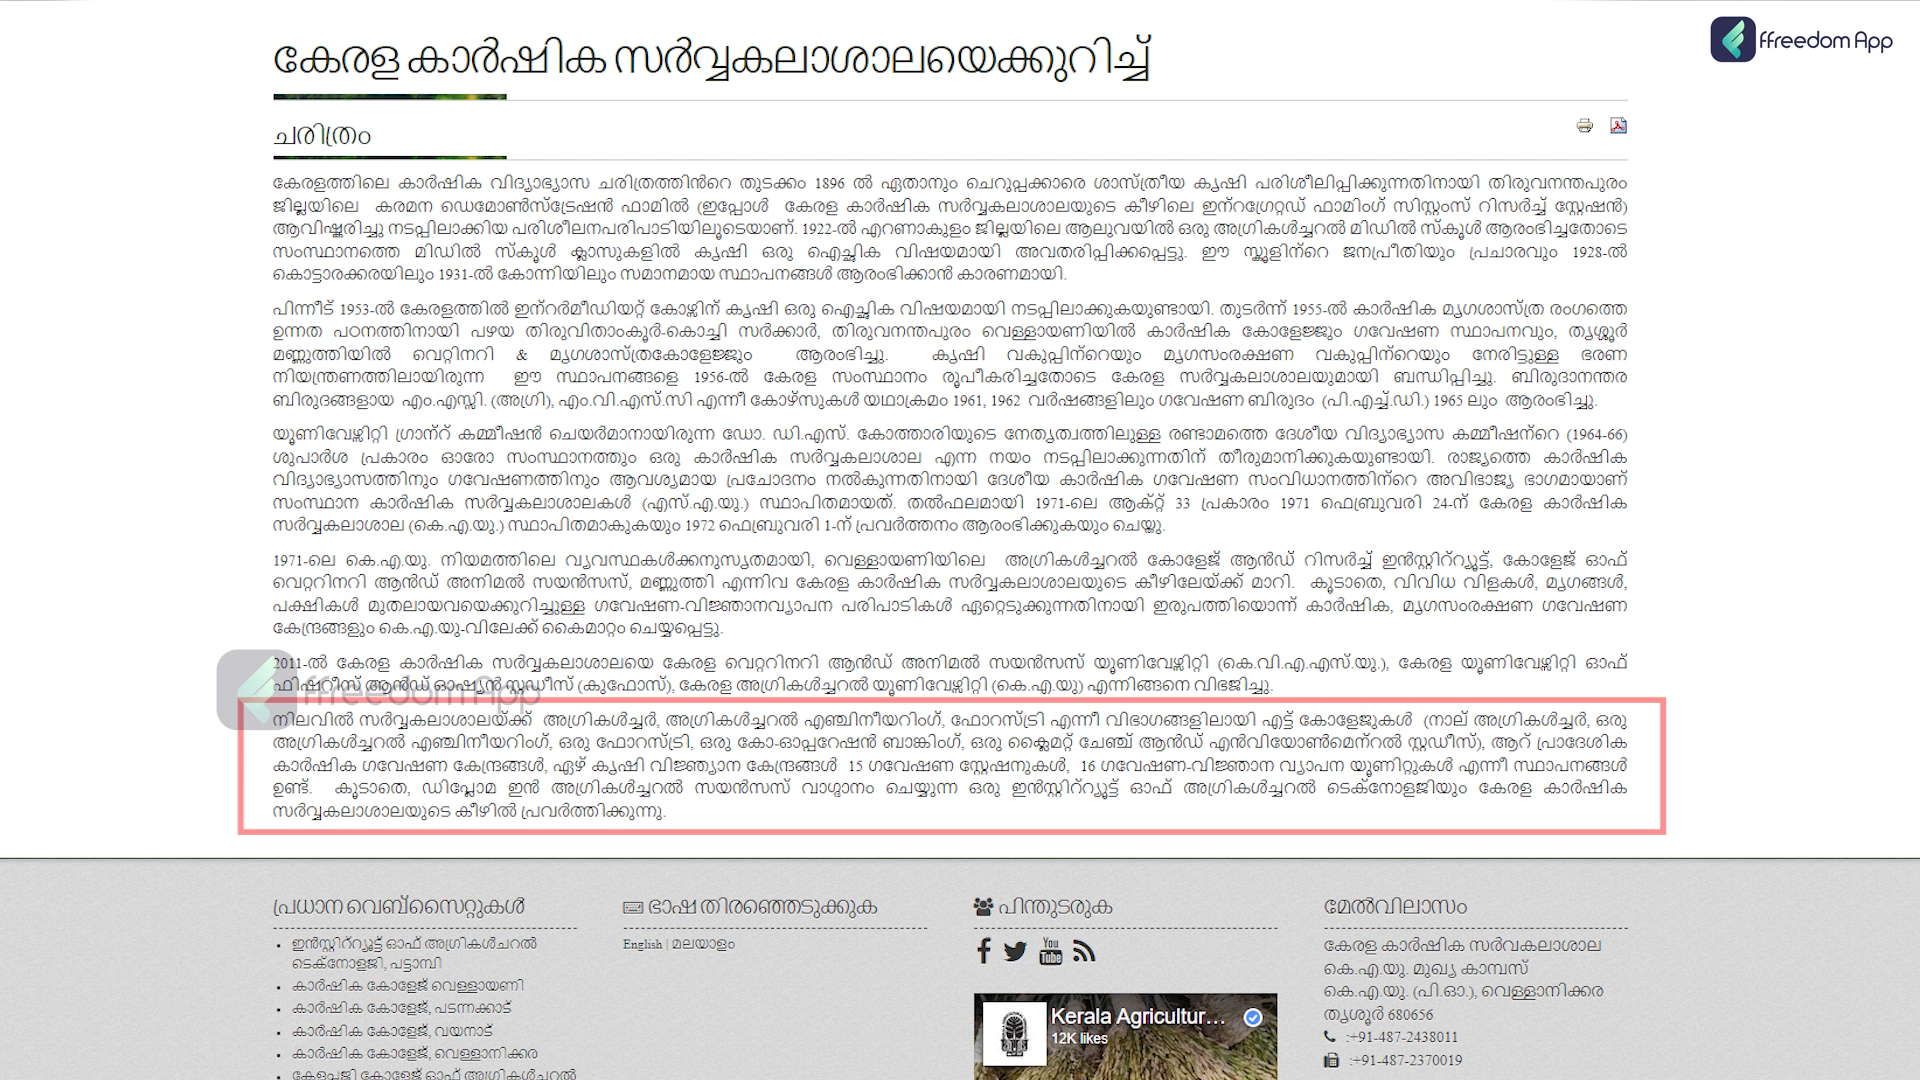 കേരള കാർഷിക സർവ്വകലാശാലയെക്കുറിച്ച്
ffreedom App
ചരിത്രം
കേരളത്തിലെ കാർഷിക വിദ്യാഭ്യാസ ചരിത്രത്തിൻറെ തുടക്കം 1896 ൽ ഏതാനും ചെറുപ്പക്കാരെ ശാസ്ത്രീയ കൃഷി പരിശീലിപ്പിക്കുന്നതിനായി തിരുവനന്തപുരം
ജില്ലയിലെ കരമന ഡെമോൺസ്ട്രേഷൻ ഫാമിൽ (ഇപ്പോൾ കേരള കാർഷിക സർവ്വകലാശാലയുടെ കീഴിലെ ഇന്റഗ്രേറ്റഡ് ഫാമിംഗ് സിസ്റ്റംസ് റിസർച്ച് സ്റ്റേഷൻ)
ആവിഷ്കരിച്ചു നടപ്പിലാക്കിയ പരിശീലനപരിപാടിയിലൂടെയാണ്. 1922-ൽ എറണാകുളം ജില്ലയിലെ ആലുവയിൽ ഒരു അഗ്രികൾച്ചറൽ മിഡിൽ സ്കൂൾ ആരംഭിച്ചതോടെ
സംസ്ഥാനത്തെ മിഡിൽ സ്കൂൾ ക്ലാസുകളിൽ കൃഷി ഒരു ഐച്ഛിക വിഷയമായി അവതരിപ്പിക്കപ്പെട്ടു. ഈ സ്കൂളിന്റെ ജനപ്രീതിയും പ്രചാരവും 1928-ൽ
കൊട്ടാരക്കരയിലും 1931-ൽ കോന്നിയിലും സമാനമായ സ്ഥാപനങ്ങൾ ആരംഭിക്കാൻ കാരണമായി.
പിന്നീട് 1953-ൽ കേരളത്തിൽ ഇന്റർമീഡിയറ്റ് കോഴ്സിന് കൃഷി ഒരു ഐച്ഛിക വിഷയമായി നടപ്പിലാക്കുകയുണ്ടായി. തുടർന്ന് 1955-ൽ കാർഷിക മൃഗശാസ്ത്ര രംഗത്തെ
ഉന്നത പഠനത്തിനായി പഴയ തിരുവിതാംകൂർ-കൊച്ചി സർക്കാർ, തിരുവനന്തപുരം വെള്ളായണിയിൽ കാർഷിക കോളേജ്ജും ഗവേഷണ സ്ഥാപനവും, തൃശ്ശൂർ
മണ്ണുത്തിയിൽ വെറ്റിനറി & മൃഗശാസ്ത്രകോളേജ്ജും ആരംഭിച്ചു. കൃഷി വകുപ്പിന്റെയും മൃഗസംരക്ഷണ വകുപ്പിന്റെയും നേരിട്ടുള്ള ഭരണ
നിയന്ത്രണത്തിലായിരുന്ന ഈ സ്ഥാപനങ്ങളെ 1956-ൽ കേരള സംസ്ഥാനം രൂപീകരിച്ചതോടെ കേരള സർവ്വകലാശാലയുമായി ബന്ധിപ്പിച്ചു. ബിരുദാനന്തര
ബിരുദങ്ങളായ എം.എസ്സി. (അഗ്രി), എം.വി.എസ്.സി എന്നീ കോഴ്സുകൾ യഥാക്രമം 1961, 1962 വർഷങ്ങളിലും ഗവേഷണ ബിരുദം (പി.എച്ച്.ഡി.) 1965 ലും ആരംഭിച്ചു.
യൂണിവേഴ്സിറ്റി ഗ്രാന്റ് കമ്മീഷൻ ചെയർമാനായിരുന്ന ഡോ. ഡി.എസ്. കോത്താരിയുടെ നേതൃത്വത്തിലുള്ള രണ്ടാമത്തെ ദേശീയ വിദ്യാഭ്യാസ കമ്മീഷന്റെ (1964-66)
ശുപാർശ പ്രകാരം ഓരോ സംസ്ഥാനത്തും ഒരു കാർഷിക സർവ്വകലാശാല എന്ന നയം നടപ്പിലാക്കുന്നതിന് തീരുമാനിക്കുകയുണ്ടായി. രാജ്യത്തെ കാർഷിക
വിദ്യാഭ്യാസത്തിനും ഗവേഷണത്തിനും ആവശ്യമായ പ്രചോദനം നൽകുന്നതിനായി ദേശീയ കാർഷിക ഗവേഷണ സംവിധാനത്തിന്റെ അവിഭാജ്യ ഭാഗമായാണ്
സംസ്ഥാന കാർഷിക സർവ്വകലാശാലകൾ (എസ്.എ.യു.) സ്ഥാപിതമായത്. തൽഫലമായി 1971-ലെ ആക്റ്റ് 33 പ്രകാരം 1971 ഫെബ്രുവരി 24-ന് കേരള കാർഷിക
സർവ്വകലാശാല (കെ.എ.യു.) സ്ഥാപിതമാകുകയും 1972 ഫെബ്രുവരി 1-ന് പ്രവർത്തനം ആരംഭിക്കുകയും ചെയ്തു.
1971-ലെ കെ.എ.യു. നിയമത്തിലെ വ്യവസ്ഥകൾക്കനുസൃതമായി, വെള്ളായണിയിലെ അഗ്രികൾച്ചറൽ കോളേജ് ആൻഡ് റിസർച്ച് ഇൻസ്റ്റിറ്റ്യൂട്ട്, കോളേജ് ഓഫ്
വെറ്ററിനറി ആൻഡ് അനിമൽ സയൻസസ്, മണ്ണുത്തി എന്നിവ കേരള കാർഷിക സർവ്വകലാശാലയുടെ കീഴിലേയ്ക്ക് മാറി. കൂടാതെ, വിവിധ വിളകൾ, മൃഗങ്ങൾ,
പക്ഷികൾ മുതലായവയെക്കുറിച്ചുള്ള ഗവേഷണ-വിജ്ഞാനവ്യാപന പരിപാടികൾ ഏറ്റെടുക്കുന്നതിനായി ഇരുപത്തിയൊന്ന് കാർഷിക, മൃഗസംരക്ഷണ ഗവേഷണ
കേന്ദ്രങ്ങളും കെ.എ.യു-വിലേക്ക് കൈമാറ്റം ചെയ്യപ്പെട്ടു.
2011-ൽ കേരള കാർഷിക സർവ്വകലാശാലയെ കേരള വെറ്ററിനറി ആൻഡ് അനിമൽ സയൻസസ് യൂണിവേഴ്സിറ്റി (കെ.വി.എ.എസ്.യു.), കേരള യൂണിവേഴ്സിറ്റി ഓഫ്
ഫിഷറീസ് ആൻഡ് ഓഷ്യൻ സ്റ്റഡീസ് (കുഫോസ്), കേരള അഗ്രികൾച്ചറൽ യൂണിവേഴ്സിറ്റി (കെ.എ.യു) എന്നിങ്ങനെ വിഭജിച്ചു.
ffreedom App
നിലവിൽ സർവ്വകലാശാലയ്ക്ക് അഗ്രികൾച്ചർ, അഗ്രികൾച്ചറൽ എഞ്ചിനീയറിംഗ്, ഫോറസ്ട്രി എന്നീ വിഭാഗങ്ങളിലായി എട്ട് കോളേജുകൾ (നാല് അഗ്രികൾച്ചർ, ഒരു
അഗ്രികൾച്ചറൽ എഞ്ചിനീയറിംഗ്, ഒരു ഫോറസ്ട്രി, ഒരു കോ-ഓപ്പറേഷൻ ബാങ്കിംഗ്, ഒരു ക്ലൈമറ്റ് ചേഞ്ച് ആൻഡ് എൻവിയോൺമെന്റൽ സ്റ്റഡീസ്), ആറ് പ്രാദേശിക
കാർഷിക ഗവേഷണ കേന്ദ്രങ്ങൾ, ഏഴ് കൃഷി വിജ്ഞ്യാന കേന്ദ്രങ്ങൾ 15 ഗവേഷണ സ്റ്റേഷനുകൾ, 16 ഗവേഷണ-വിജ്ഞാന വ്യാപന യൂണിറ്റുകൾ എന്നീ സ്ഥാപനങ്ങൾ
ഉണ്ട്. കൂടാതെ, ഡിപ്ലോമ ഇൻ അഗ്രികൾച്ചറൽ സയൻസസ് വാഗ്ദാനം ചെയ്യുന്ന ഒരു ഇൻസ്റ്റിറ്റ്യൂട്ട് ഓഫ് അഗ്രികൾച്ചറൽ ടെക്നോളജിയും കേരള കാർഷിക
സർവ്വകലാശാലയുടെ കീഴിൽ പ്രവർത്തിക്കുന്നു.
പ്രധാന വെബ്സൈറ്റുകൾ
ഇൻസ്റ്റിറ്റ്യൂട്ട് ഓഫ് അഗ്രികൾചറൽ
ടെക്നോളജി, പട്ടാമ്പി
കാർഷിക കോളേജ് വെള്ളായണി
കാർഷിക കോളേജ്, പടന്നക്കാട്
കാർഷിക കോളേജ്, വയനാട്
കാർഷിക കോളേജ്, വെള്ളാനിക്കര
കേളപ്പജി കോളേജ് ഓഫ് അഗ്രികൾച്ചറൽ
ഭാഷ തിരഞ്ഞെടുക്കുക
English | മലയാളം
പിന്തുടരുക
You Tube
Kerala Agricultur...
12K likes
മേൽവിലാസം
കേരള കാർഷിക സർവകലാശാല
കെ.എ.യു. മുഖ്യ കാമ്പസ്
കെ.എ.യു. (പി.ഓ.), വെള്ളാനിക്കര
തൃശൂർ 680656
:+91-487-2438011
:+91-487-2370019